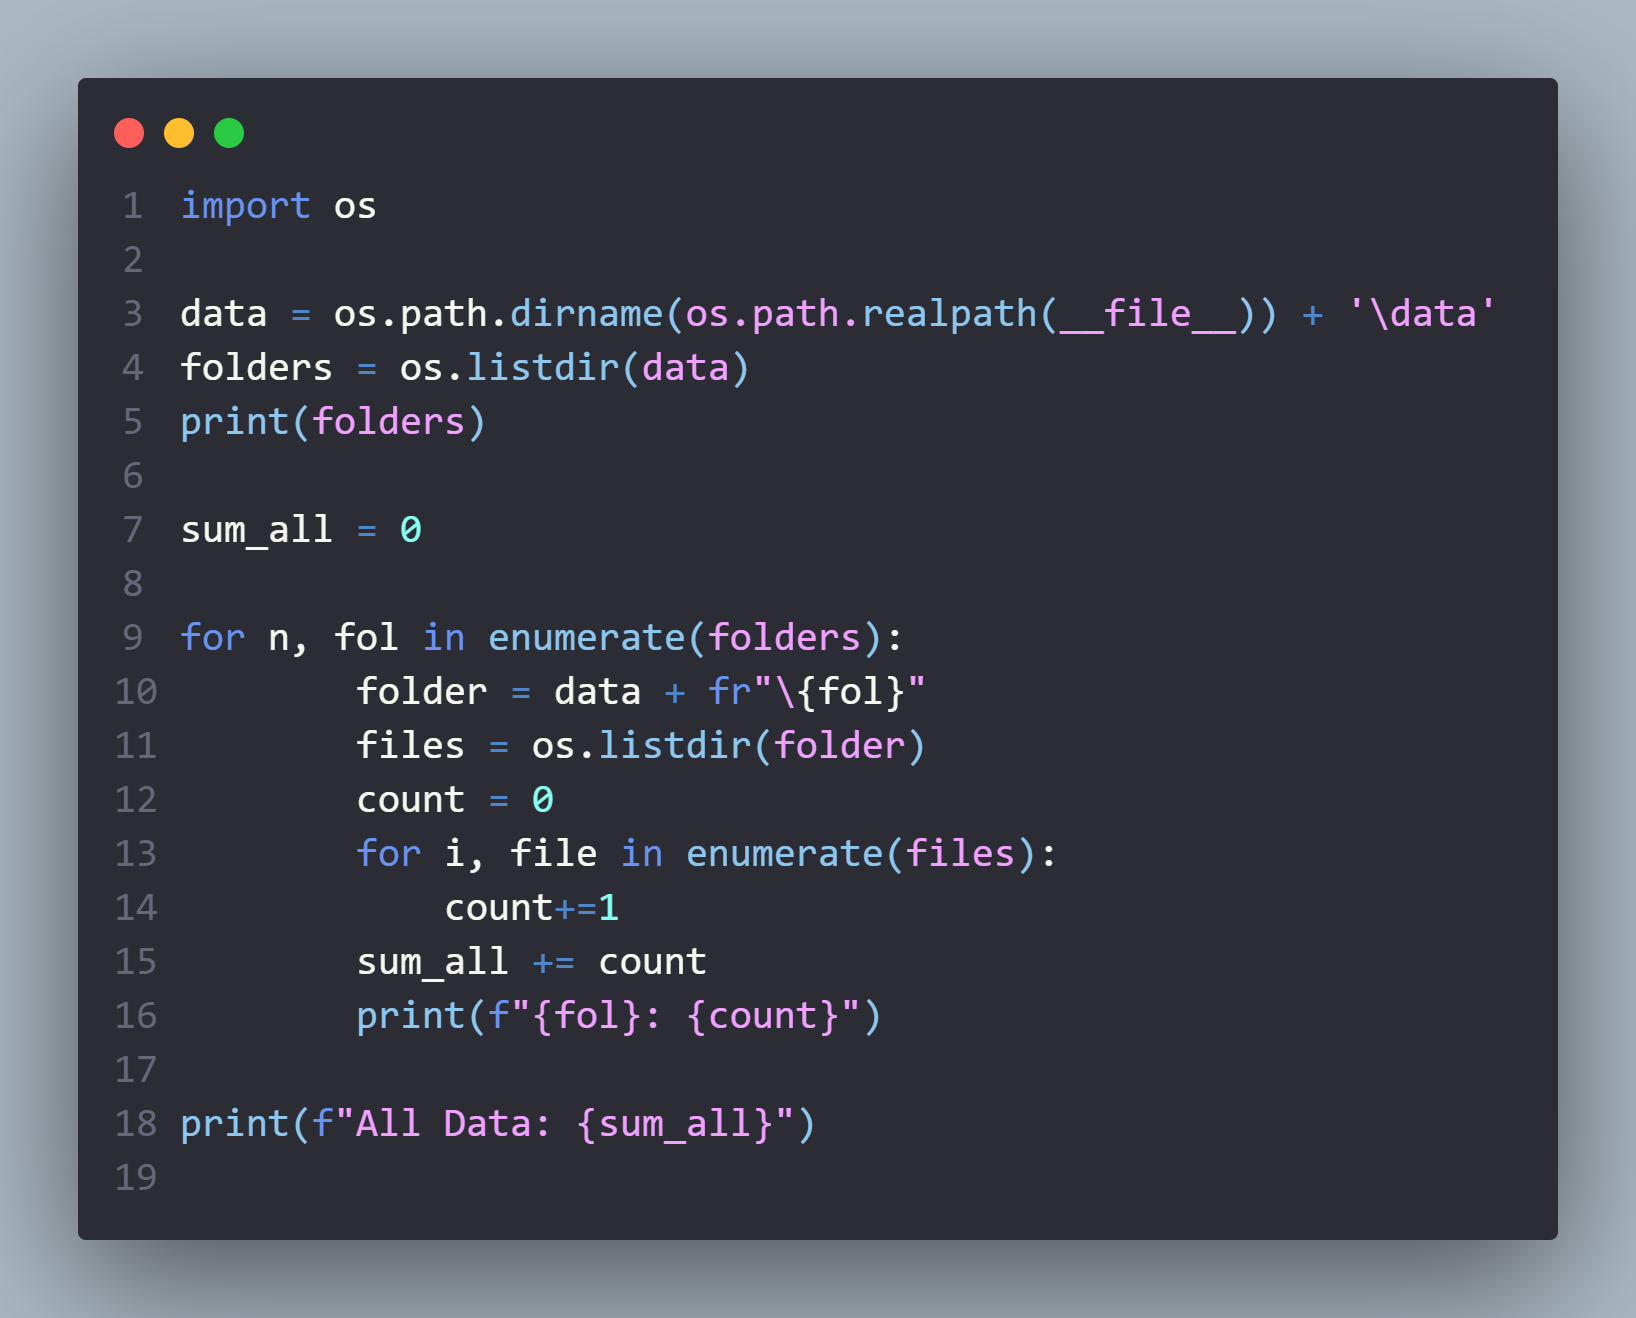 1 import os
2
3 data = os.path.dirname(os.path.realpath(__file__)) + '\data'
4 folders = os.listdir(data)
5 print(folders)
6
7 sum_all = 0
8
9 for n, fol in enumerate(folders):
10         folder = data + fr"\{fol}"
11         files = os.listdir(folder)
12         count = 0
13         for i, file in enumerate(files):
14             count+=1
15         sum_all += count
16         print(f"{fol}: {count}")
17
18 print(f"All Data: {sum_all}")
19